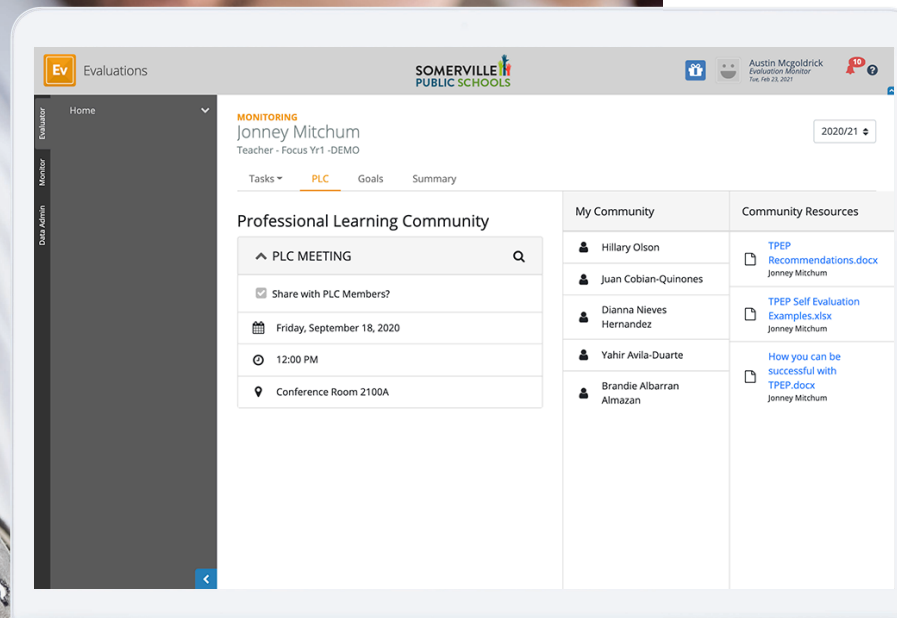 Ev
Evaluations
SOMERVILLE
PUBLIC SCHOOLS
Austin Mcgoldrick
Evaluation Monitor
Tue, Feb 23, 2021
10
?
Evaluator
Monitor
Data Admin
Home
MONITORING
Jonney Mitchum
Teacher - Focus Yr1 -DEMO
2020/21
Tasks
PLC
Goals
Summary
Professional Learning Community
PLC MEETING
Share with PLC Members?
Friday, September 18, 2020
12:00 PM
Conference Room 2100A
My Community
Hillary Olson
Juan Cobian-Quinones
Dianna Nieves
Hernandez
Yahir Avila-Duarte
Brandie Albarran
Almazan
Community Resources
TPEP
Recommendations.docx
Jonney Mitchum
TPEP Self Evaluation
Examples.xlsx
Jonney Mitchum
How you can be
successful with
TPEP.docx
Jonney Mitchum